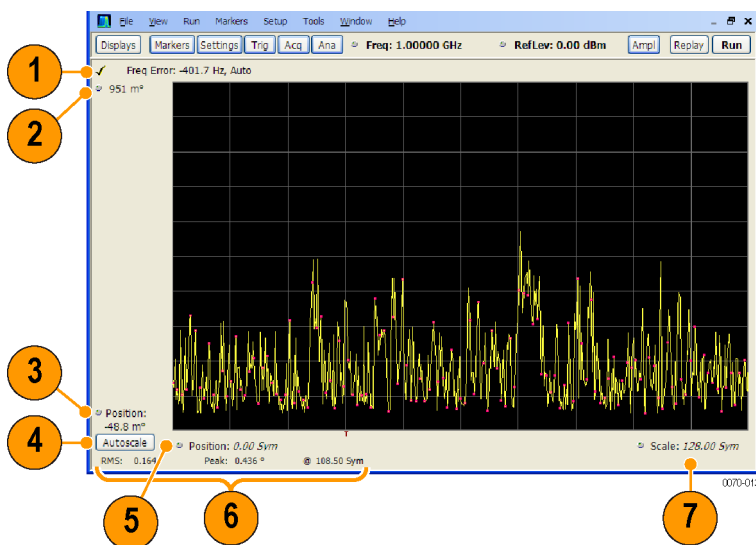 File View Run Markers Setup Tools Window Help
Displays Markers Settings Trig Acq Ana Freq: 1.00000 GHz RefLev: 0.00 dBm Ampl Replay Run
1
Freq Error: -401.7 Hz, Auto
2
951 m°
3
Position:
-48.8 m°
4
Autoscale
Position: 0.00 Sym
Scale: 128.00 Sym
RMS: 0.164
Peak: 0.436 °
@ 108.50 Sym
0070-013
5
6
7